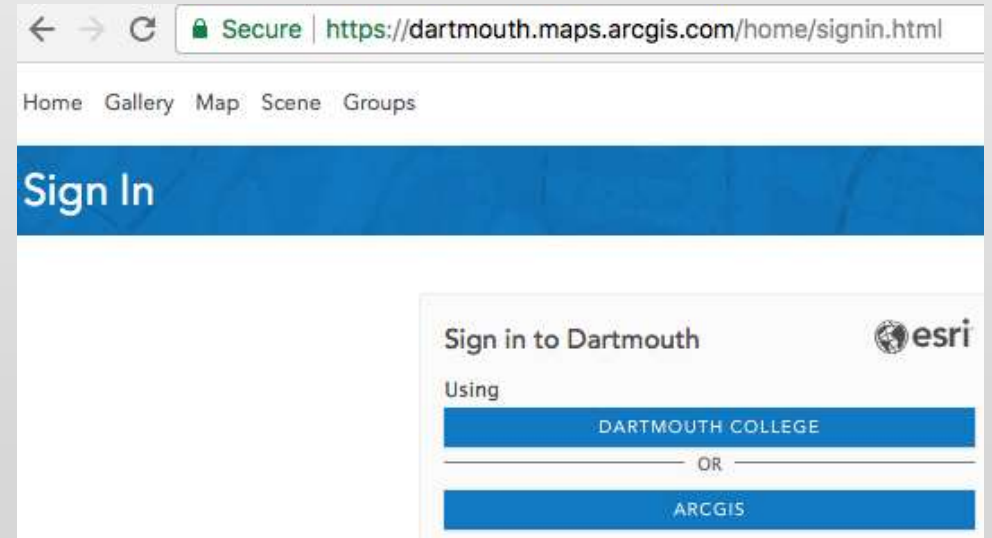 Secure | https://dartmouth.maps.arcgis.com/home/signin.html
Home Gallery Map Scene Groups
Sign In
Sign in to Dartmouth esri
Using
DARTMOUTH COLLEGE
OR
ARCGIS